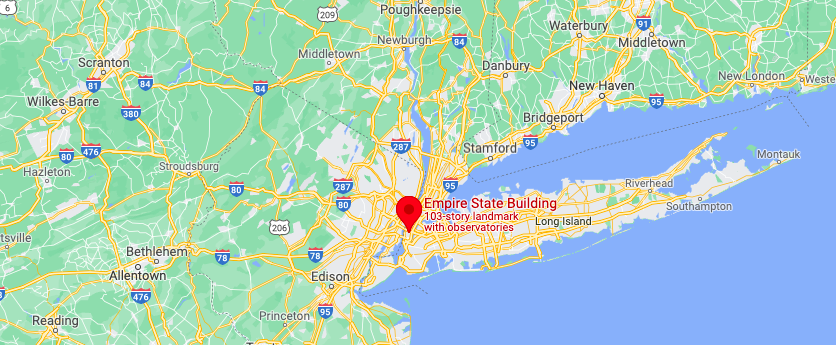 6
209
Poughkeepsie
91
Waterbury
Newburgh
84
Middletown
Middletown
Scranton
Danbury
New London
Weste
81
84
84
New Haven
Wilkes-Barre
95
380
Bridgeport
287
Stamford
95
80
476
Montauk
Hazleton
Stroudsburg
80
287
95
Riverhead
80
Empire State Building
103-story landmark
with observatories
Southampton
Long Island
206
tsville
Bethlehem
78
78
Allentown
Edison
476
95
Princeton
Reading